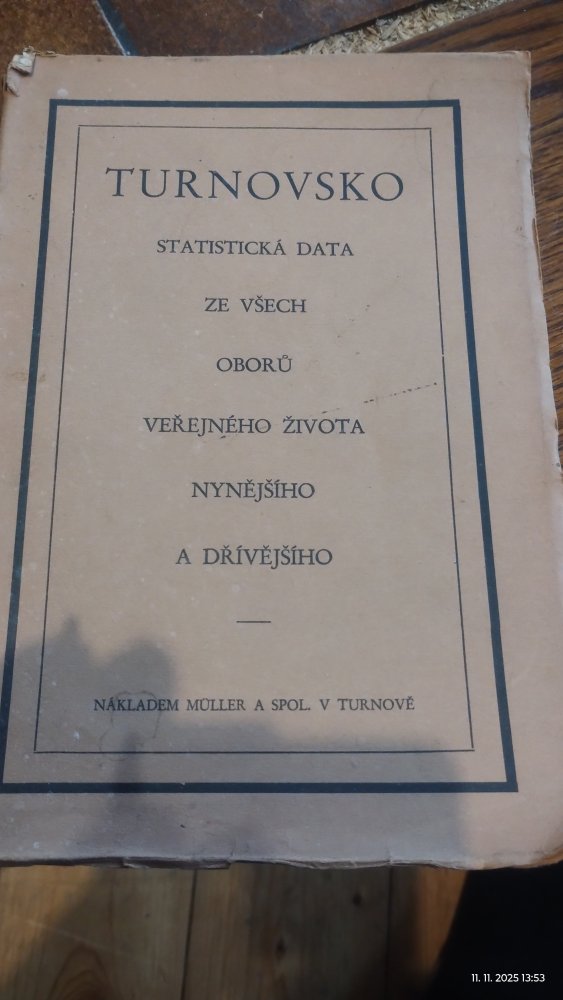 TURNOVSKO
STATISTICKÁ DATA
ZE VŠECH
OBORŮ
VEŘEJNÉHO ŽIVOTA
NYNĚJŠÍHO
A DŘÍVĚJŠÍHO
NÁKLADEM MÜLLER A SPOL. V TURNOVĚ
11. 11. 2025 13:53